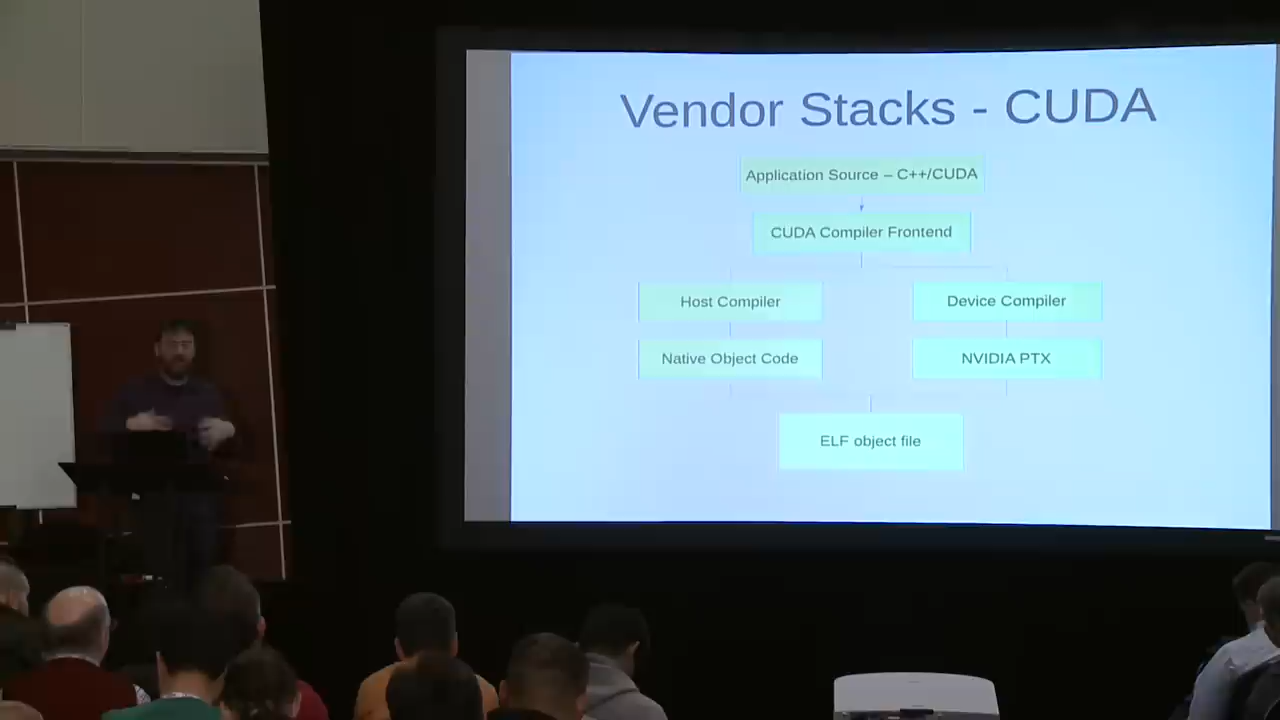 Vendor Stacks - CUDA
Application Source – C++/CUDA
CUDA Compiler Frontend
Host Compiler
Device Compiler
Native Object Code
NVIDIA PTX
ELF object file